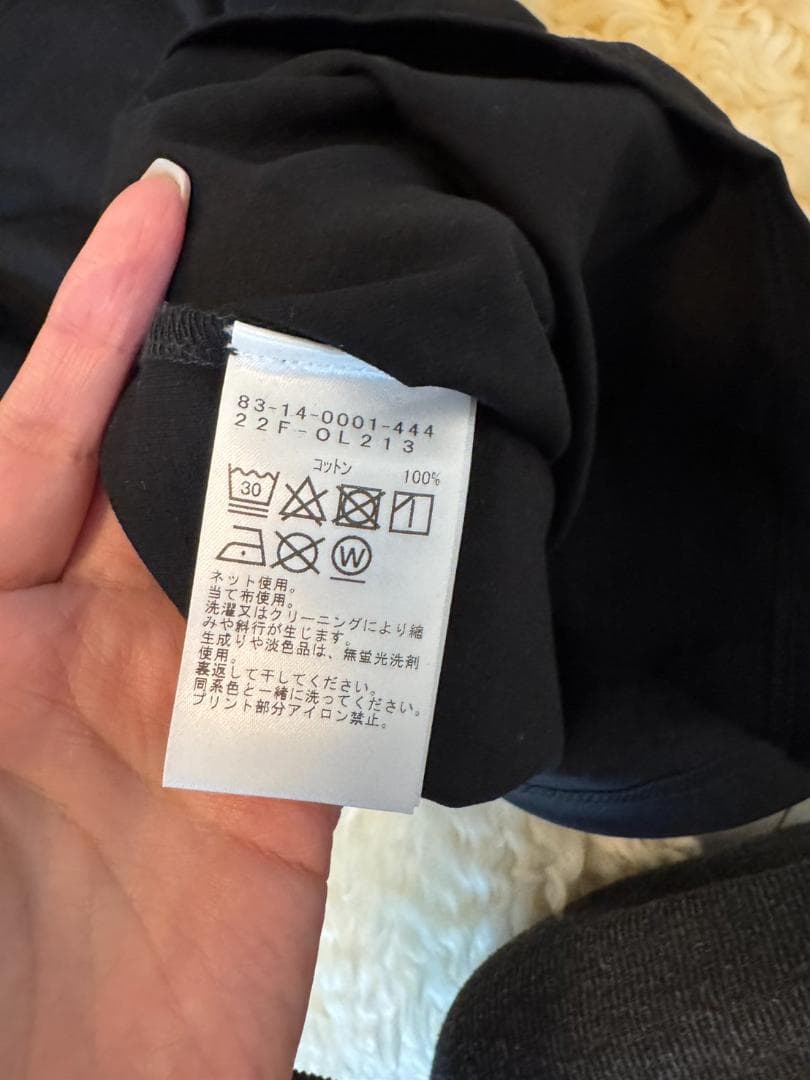 83-14-0001-444
22F-OL213
コットン 100%
30
W
ネット使用。
当て布使用。
洗濯又はクリーニングにより縮
みや斜行が生じます。
生成りや淡色品は、無蛍光洗剤
使用。
裏返して干してください。
同系色と一緒に洗ってください。
プリント部分アイロン禁止。